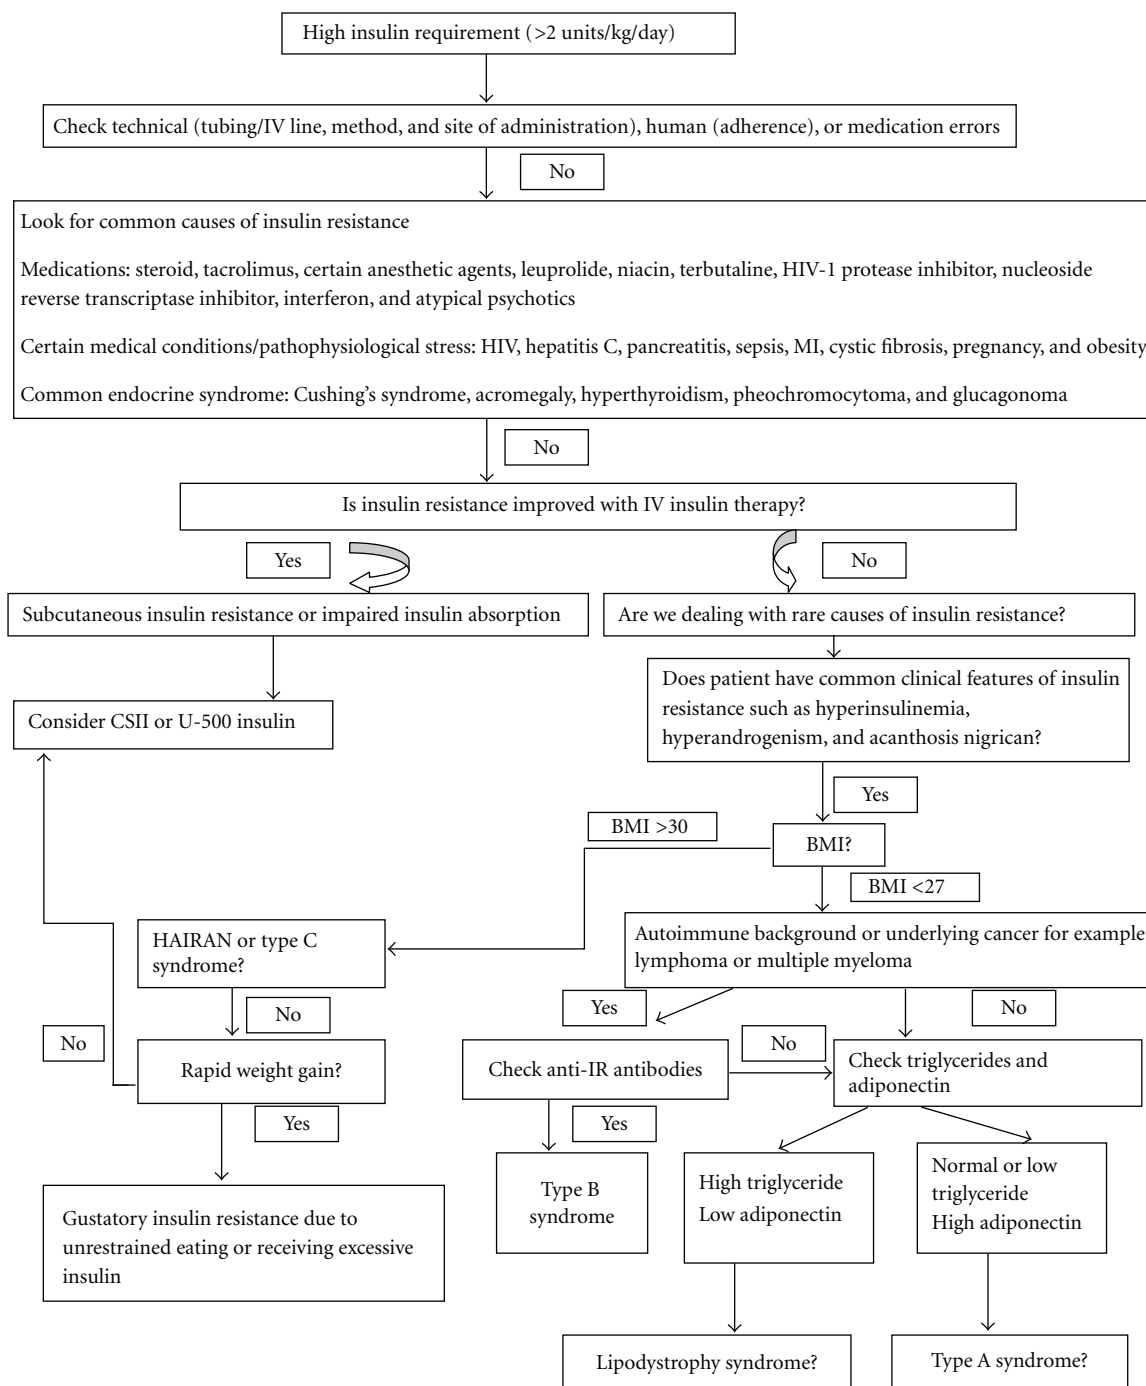 High insulin requirement (>2 units/kg/day)
Check technical (tubing/IV line, method, and site of administration), human (adherence), or medication errors
No
Look for common causes of insulin resistance
Medications: steroid, tacrolimus, certain anesthetic agents, leuprolide, niacin, terbutaline, HIV-1 protease inhibitor, nucleoside
reverse transcriptase inhibitor, interferon, and atypical psychotics
Certain medical conditions/pathophysiological stress: HIV, hepatitis C, pancreatitis, sepsis, MI, cystic fibrosis, pregnancy, and obesity
Common endocrine syndrome: Cushing's syndrome, acromegaly, hyperthyroidism, pheochromocytoma, and glucagonoma
No
Is insulin resistance improved with IV insulin therapy?
Yes
No
Subcutaneous insulin resistance or impaired insulin absorption
Are we dealing with rare causes of insulin resistance?
Does patient have common clinical features of insulin
resistance such as hyperinsulinemia,
hyperandrogenism, and acanthosis nigrican?
Consider CSII or U-500 insulin
Yes
BMI >30
BMI?
BMI <27
HAIRAN or type C
syndrome?
Autoimmune background or underlying cancer for example
lymphoma or multiple myeloma
No
Yes
No
No
No
Rapid weight gain?
Check anti-IR antibodies
Check triglycerides and
adiponectin
Yes
Yes
Gustatory insulin resistance due to
unrestrained eating or receiving excessive
insulin
Type B
syndrome
High triglyceride
Low adiponectin
Normal or low
triglyceride
High adiponectin
Lipodystrophy syndrome?
Type A syndrome?